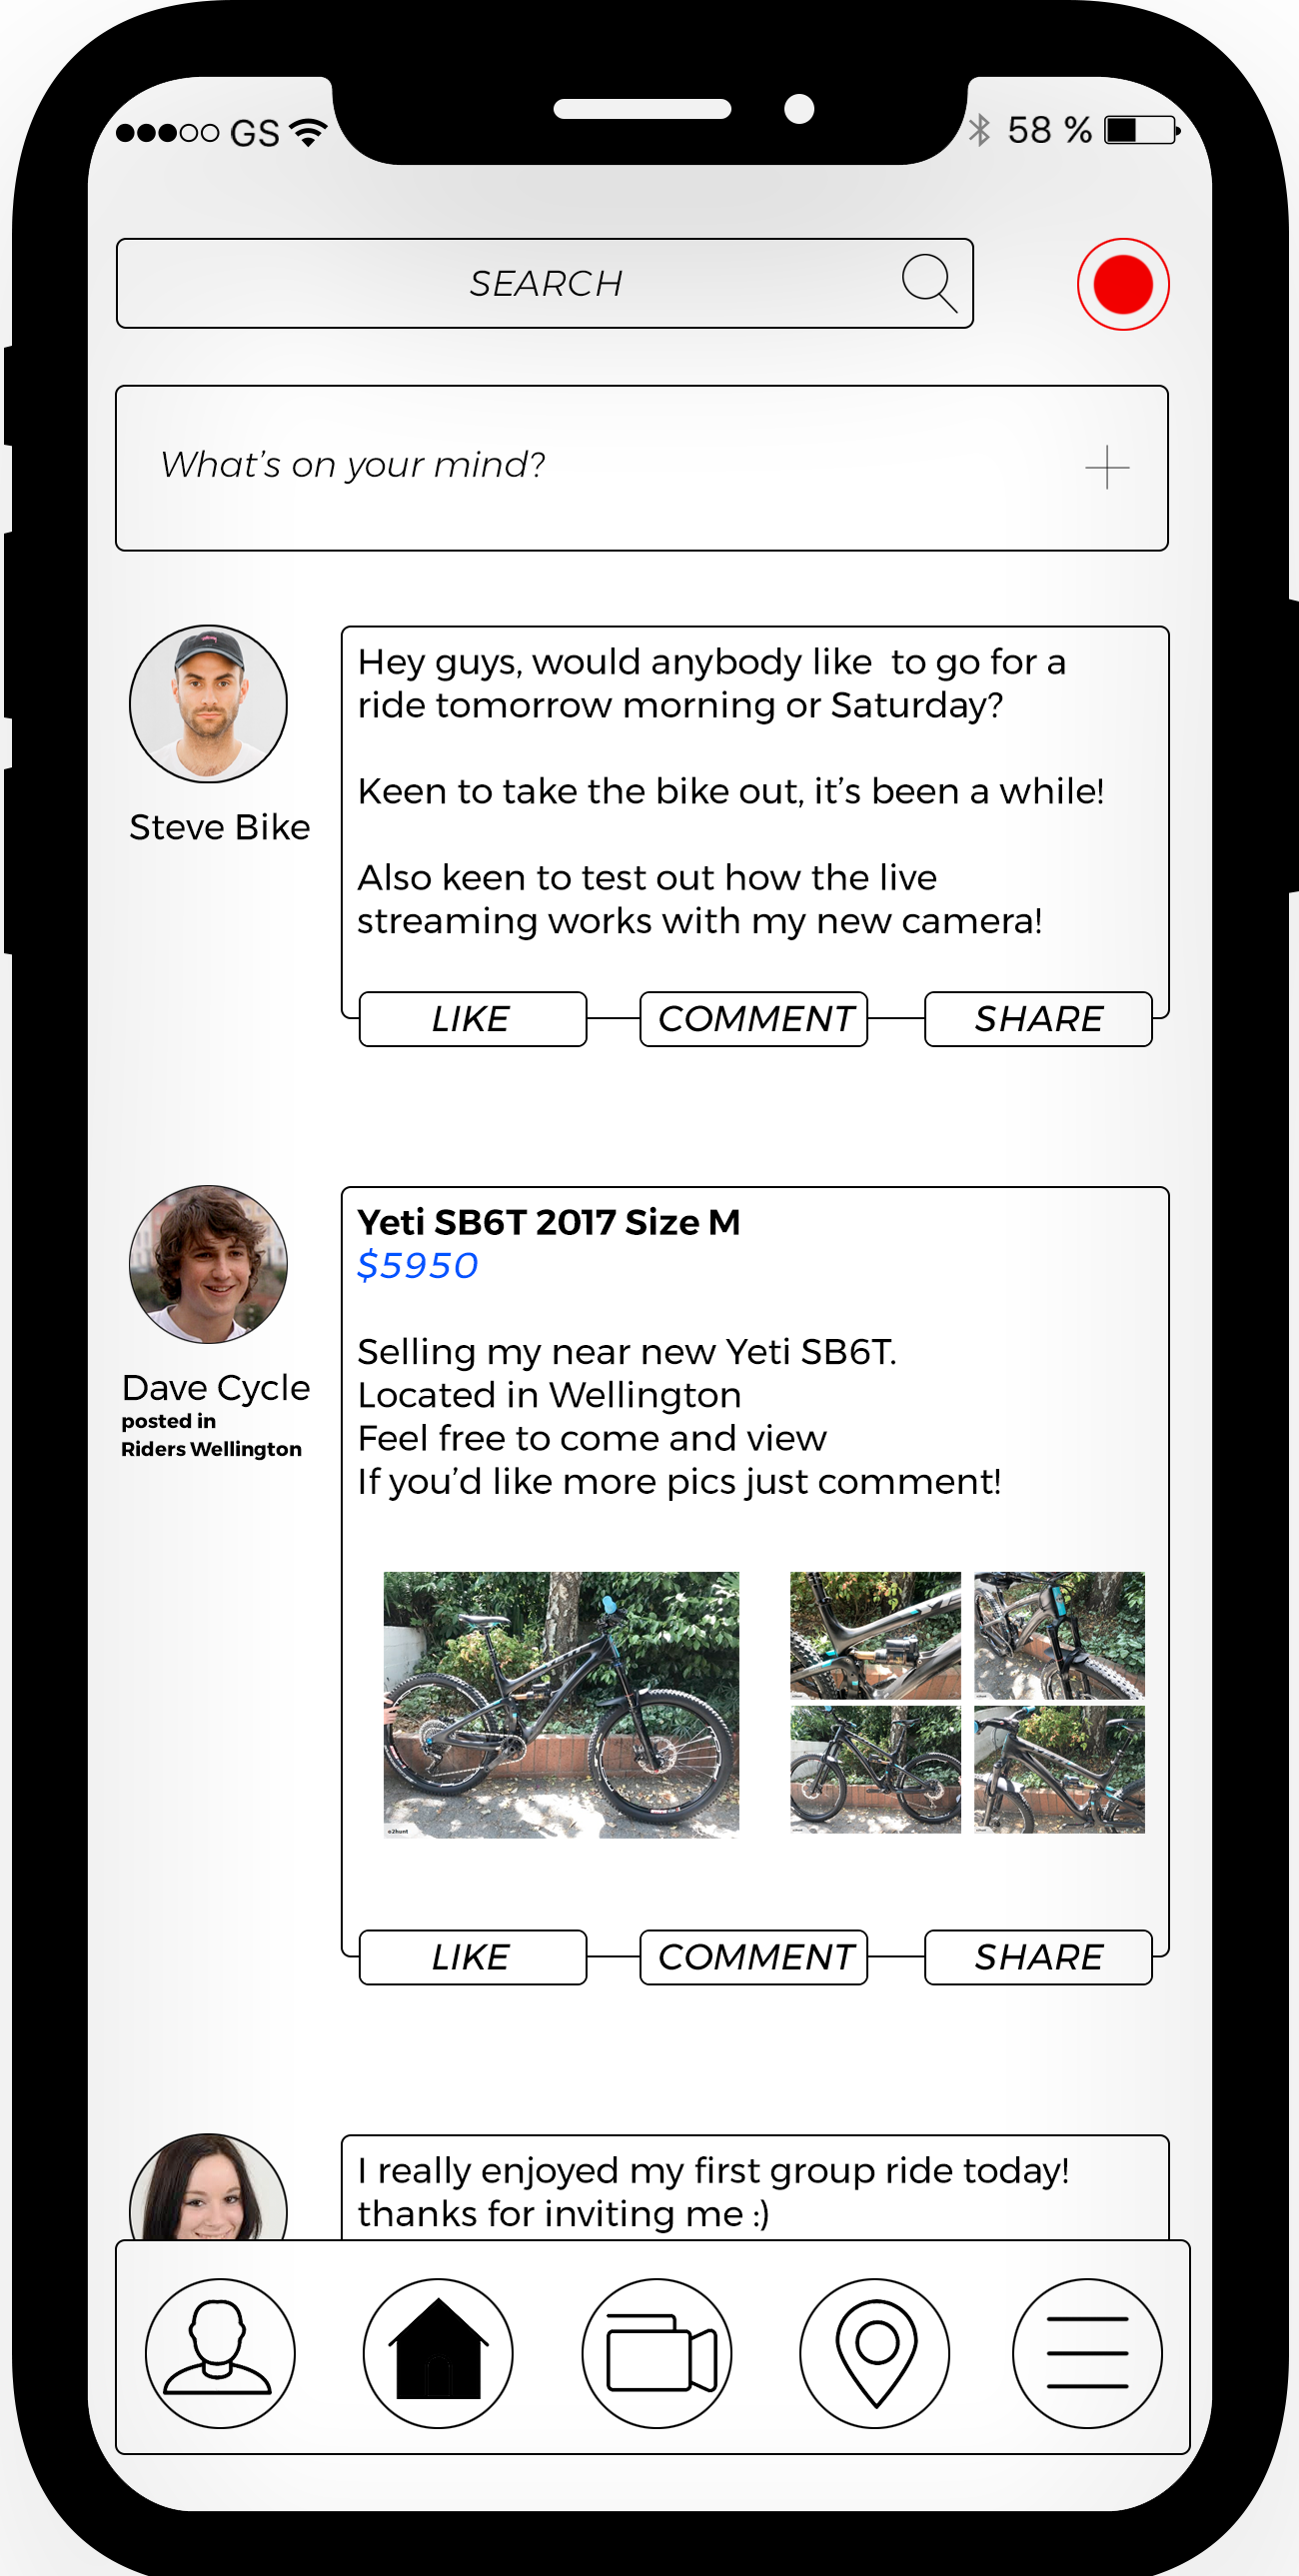 GS
58 %
SEARCH
What's on your mind?
Hey guys, would anybody like  to go for a
ride tomorrow morning or Saturday?
Keen to take the bike out, it's been a while!
Also keen to test out how the live
streaming works with my new camera!
Steve Bike
LIKE
COMMENT
SHARE
Yeti SB6T 2017 Size M
$5950
Selling my near new Yeti SB6T.
Located in Wellington
Feel free to come and view
If you'd like more pics just comment!
Dave Cycle
posted in
Riders Wellington
LIKE
COMMENT
SHARE
I really enjoyed my first group ride today!
thanks for inviting me :)